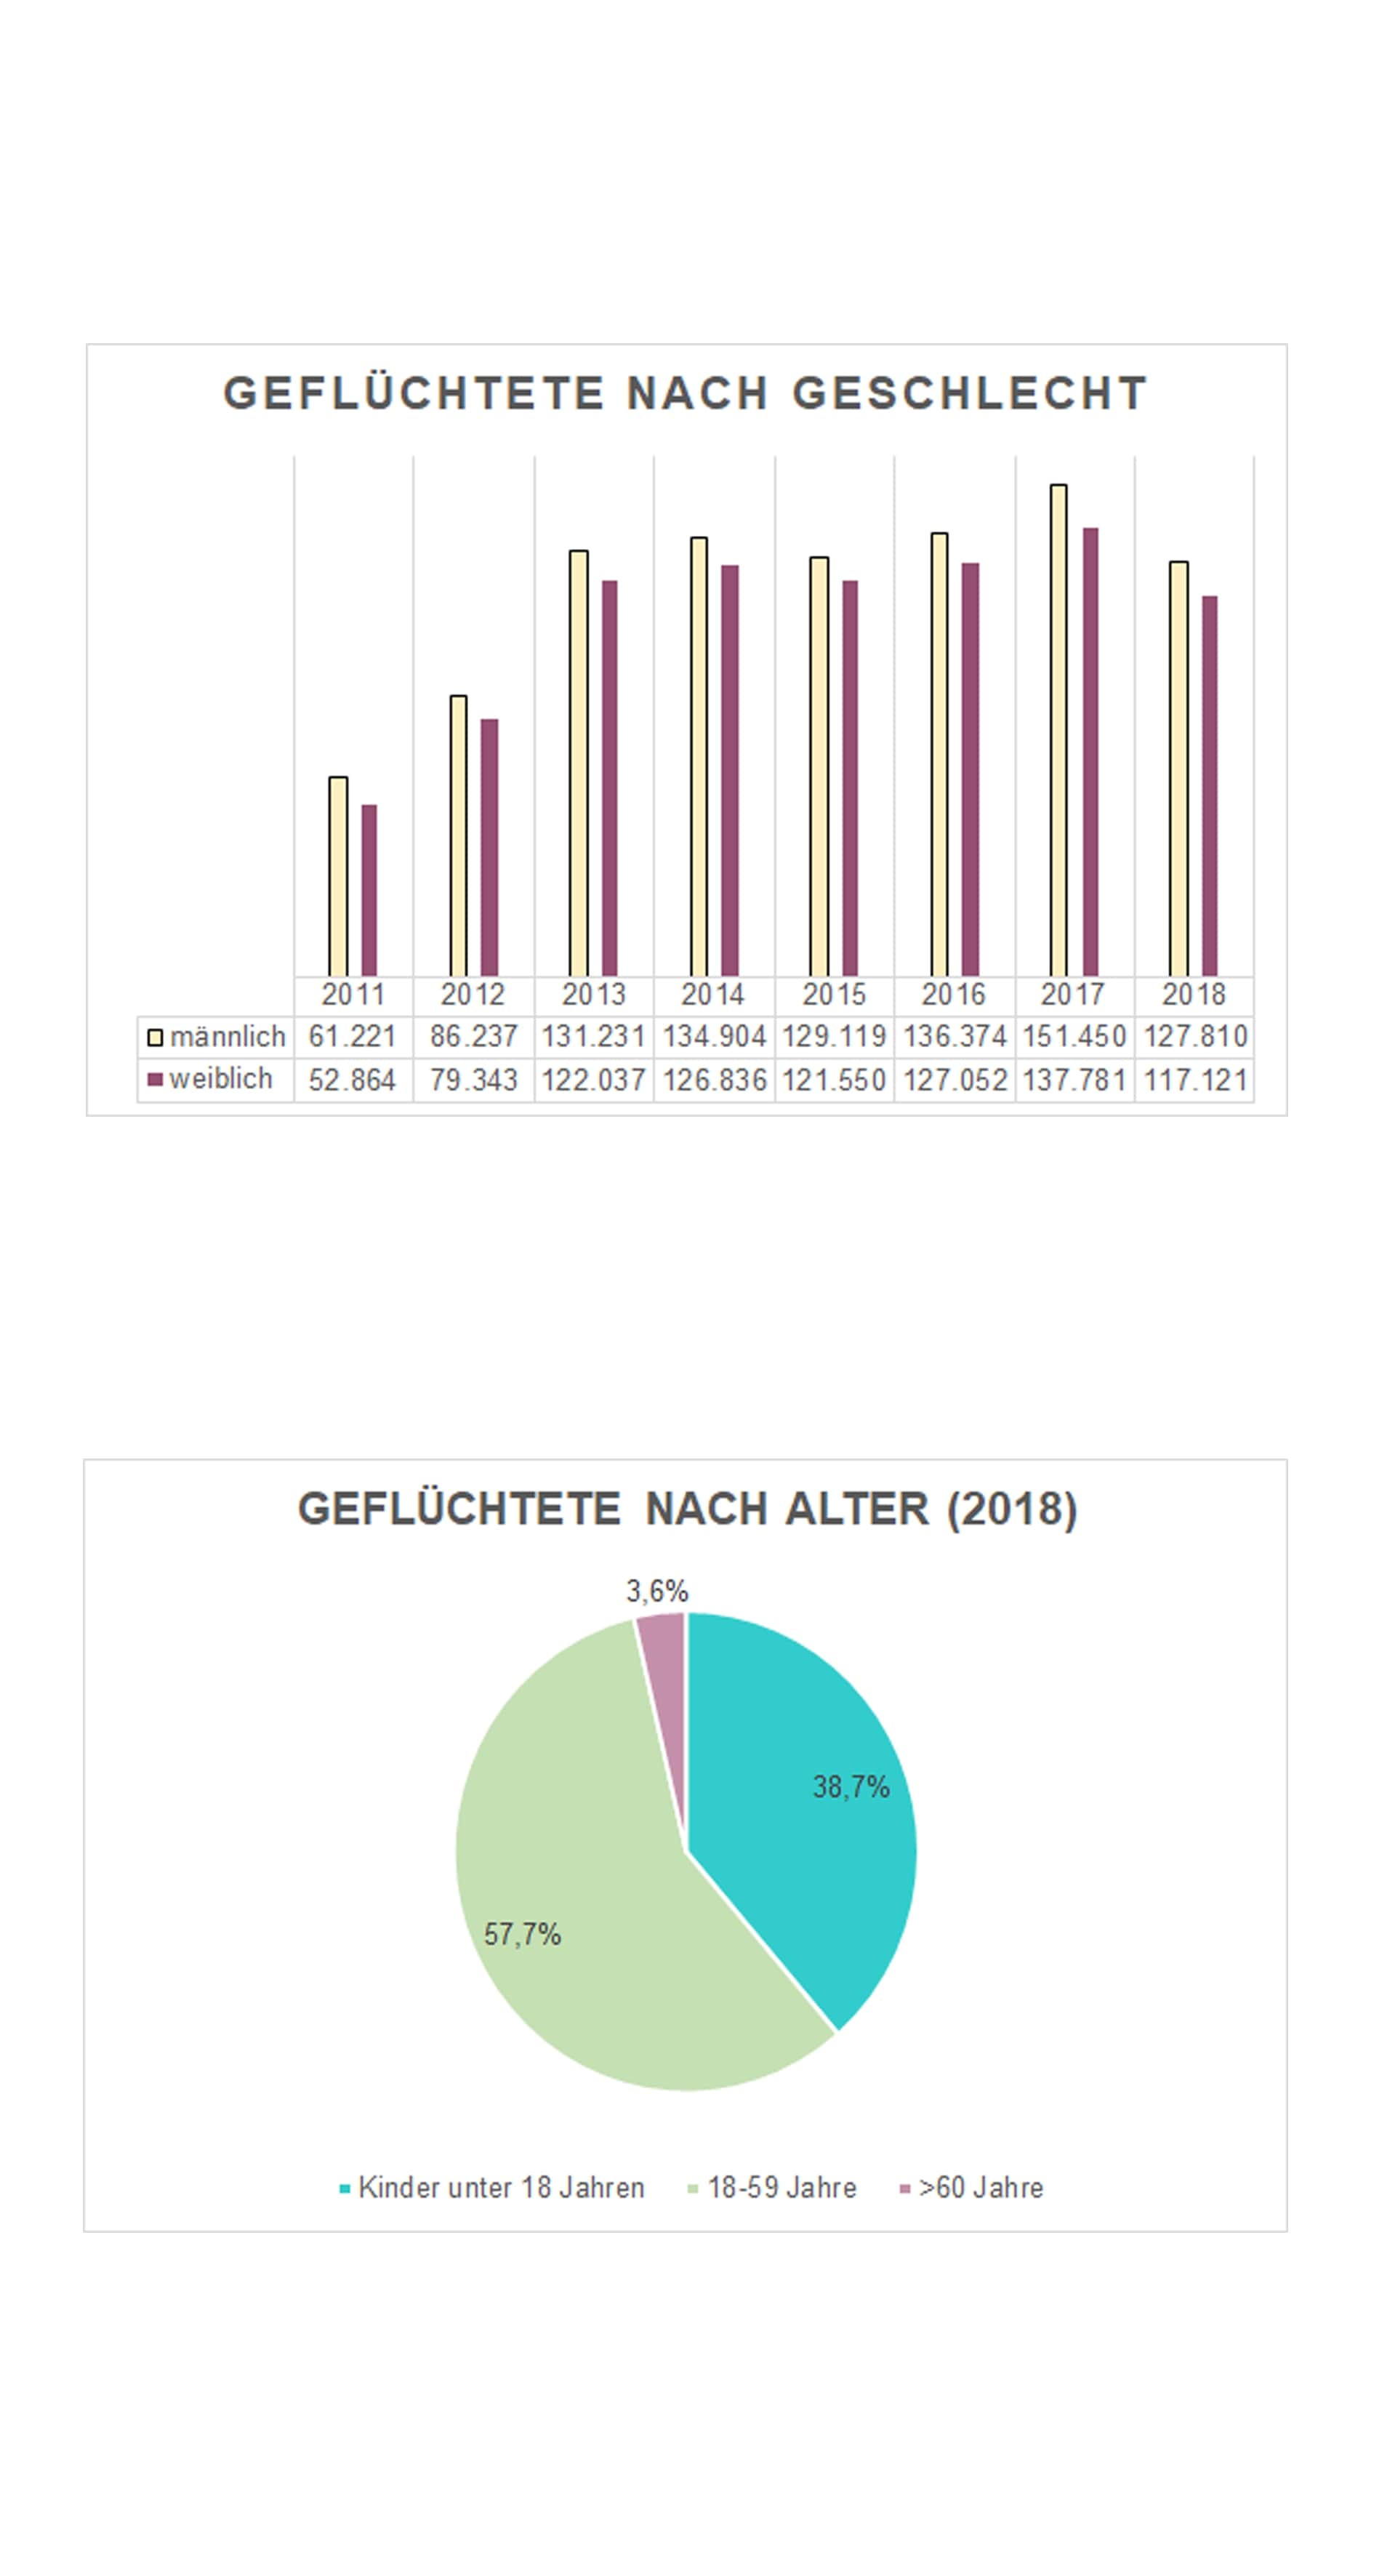 GEFLÜCHTETE NACH GESCHLECHT
2011 2012 2013 2014 2015 2016 2017 2018
männlich 61.221 86.237 131.231 134.904 129.119 136.374 151.450 127.810
weiblich 52.864 79.343 122.037 126.836 121.550 127.052 137.781 117.121
GEFLÜCHTETE NACH ALTER (2018)
3,6%
38,7%
57,7%
Kinder unter 18 Jahren 18-59 Jahre >60 Jahre